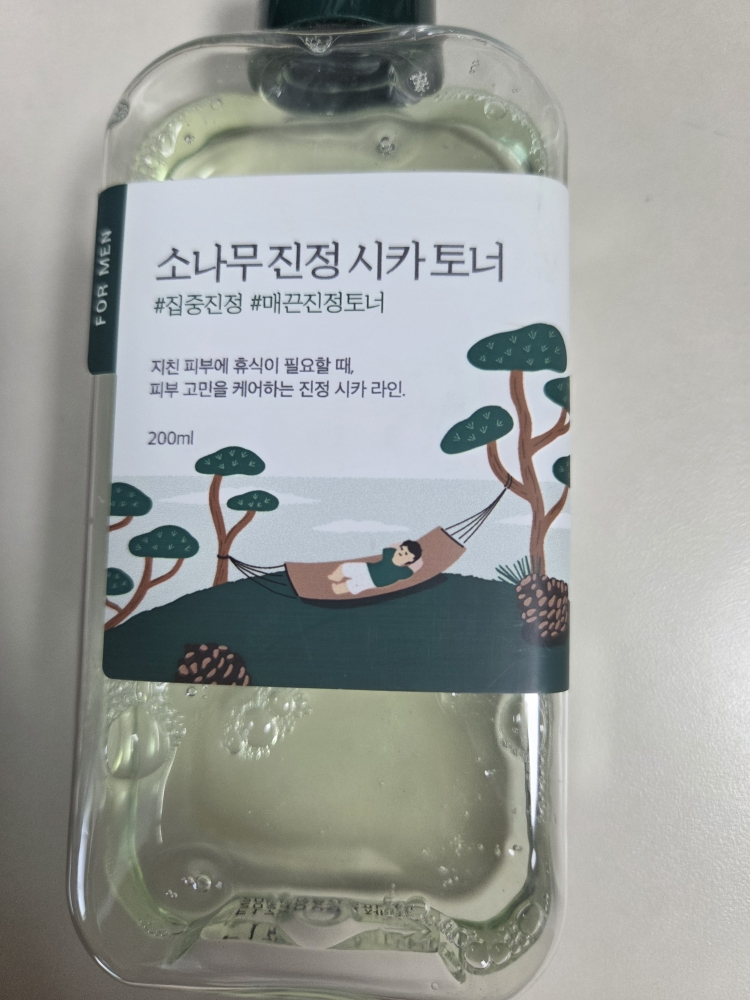 FOR MEN
소나무 진정 시카 토너
#집중진정 #매끈진정토너
지친 피부에 휴식이 필요할 때,
피부 고민을 케어하는 진정 시카 라인.
200ml